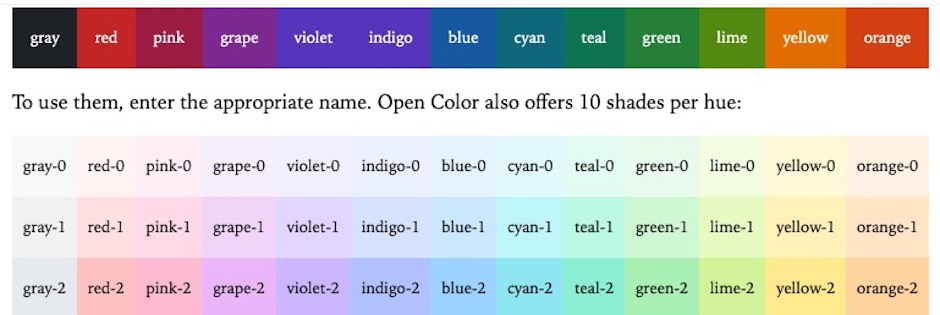 gray red pink grape violet indigo blue cyan teal green lime yellow orange
To use them, enter the appropriate name. Open Color also offers 10 shades per hue:
gray-0 red-0 pink-0 grape-0 violet-0 indigo-0 blue-0 cyan-0 teal-0 green-0 lime-0 yellow-0 orange-0
gray-1 red-1 pink-1 grape-1 violet-1 indigo-1 blue-1 cyan-1 teal-1 green-1 lime-1 yellow-1 orange-1
gray-2 red-2 pink-2 grape-2 violet-2 indigo-2 blue-2 cyan-2 teal-2 green-2 lime-2 yellow-2 orange-2